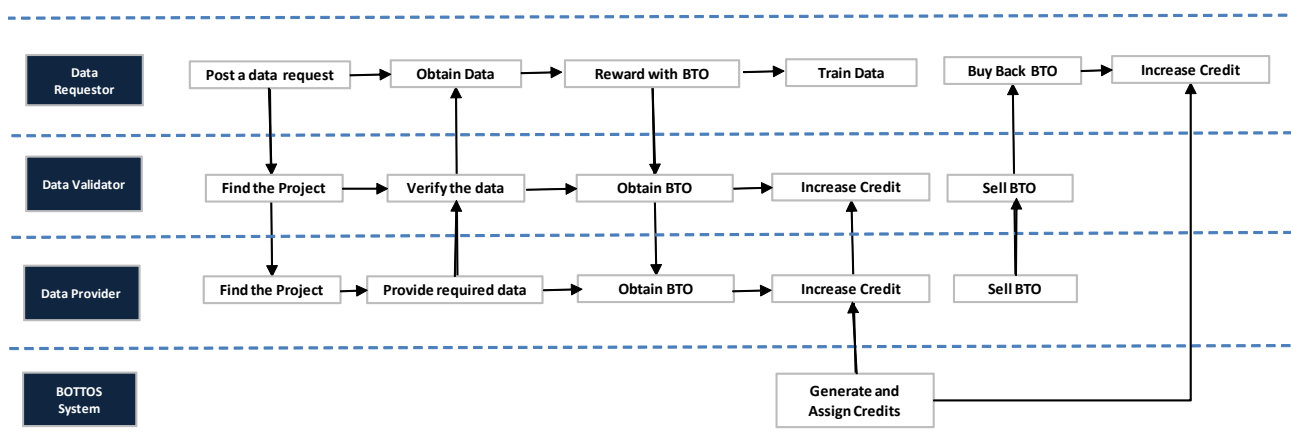 Data
Requestor
Post a data request
Obtain Data
Reward with BTO
Train Data
Buy Back BTO
Increase Credit
Data Validator
Find the Project
Verify the data
Obtain BTO
Increase Credit
Sell BTO
Data Provider
Find the Project
Provide required data
Obtain BTO
Increase Credit
Sell BTO
BOTTOS
System
Generate and
Assign Credits